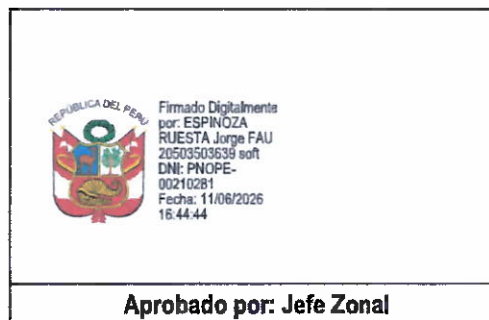 REPÚBLICA DEL PERÚ
Firmado Digitalmente
por: ESPINOZA
RUESTA Jorge FAU
20503503639 soft
DNI: PNOPE-
00210281
Fecha: 11/06/2026
16:44:44
Aprobado por: Jefe Zonal